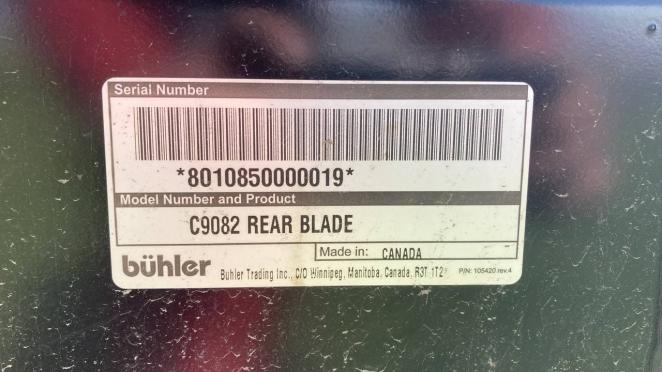 Serial Number
*8010850000019*
Model Number and Product
C9082 REAR BLADE
Made in: CANADA
bühler
Buhler Trading Inc., C/O Winnipeg, Manitoba, Canada, R3T 1T2
P/N: 105420 rev.4